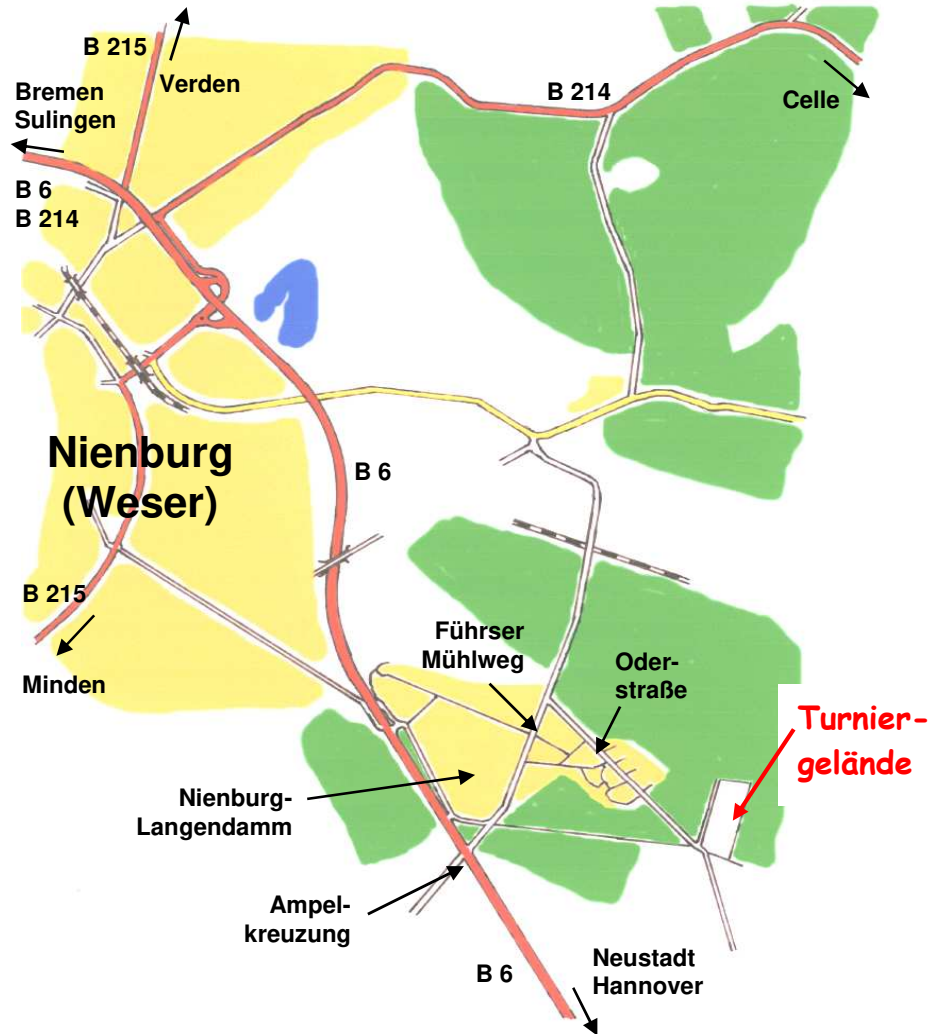 B 215
Verden
Bremen
Sulingen
B 6
B 214
B 214
Celle
Nienburg
(Weser)
B 6
B 215
Minden
Führser
Mühlweg
Oder-
straße
Turnier-
gelände
Nienburg-
Langendamm
Ampel-
kreuzung
B 6
Neustadt
Hannover